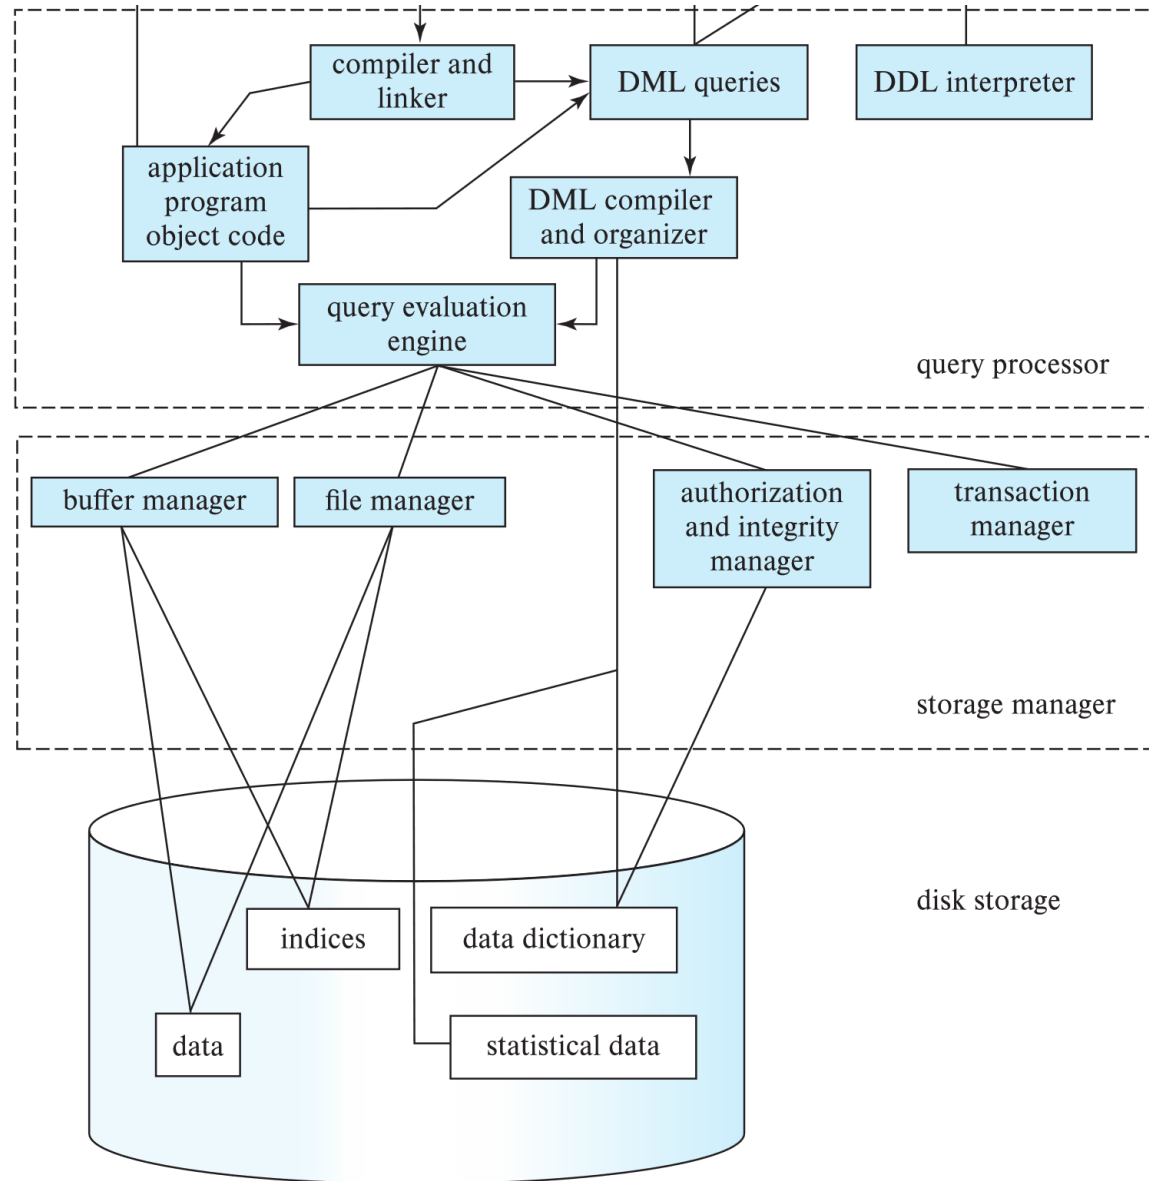 compiler and
linker
DML queries
DDL interpreter
application
program
object code
DML compiler
and organizer
query evaluation
engine
query processor
buffer manager
file manager
authorization
and integrity
manager
transaction
manager
storage manager
disk storage
indices
data dictionary
data
statistical data